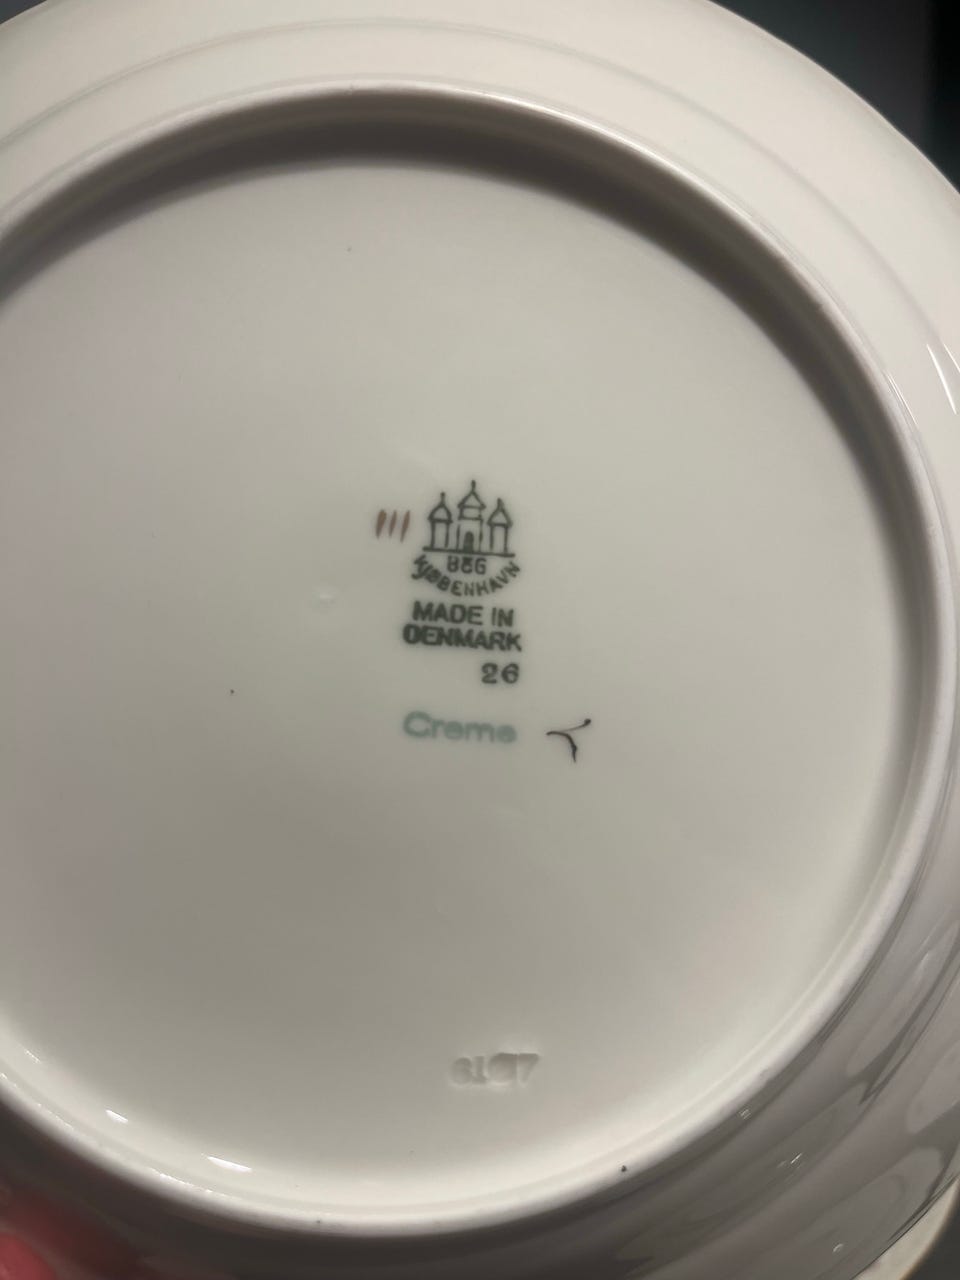 B&G
KJØBENHAVN
MADE IN
DENMARK
26
Creme